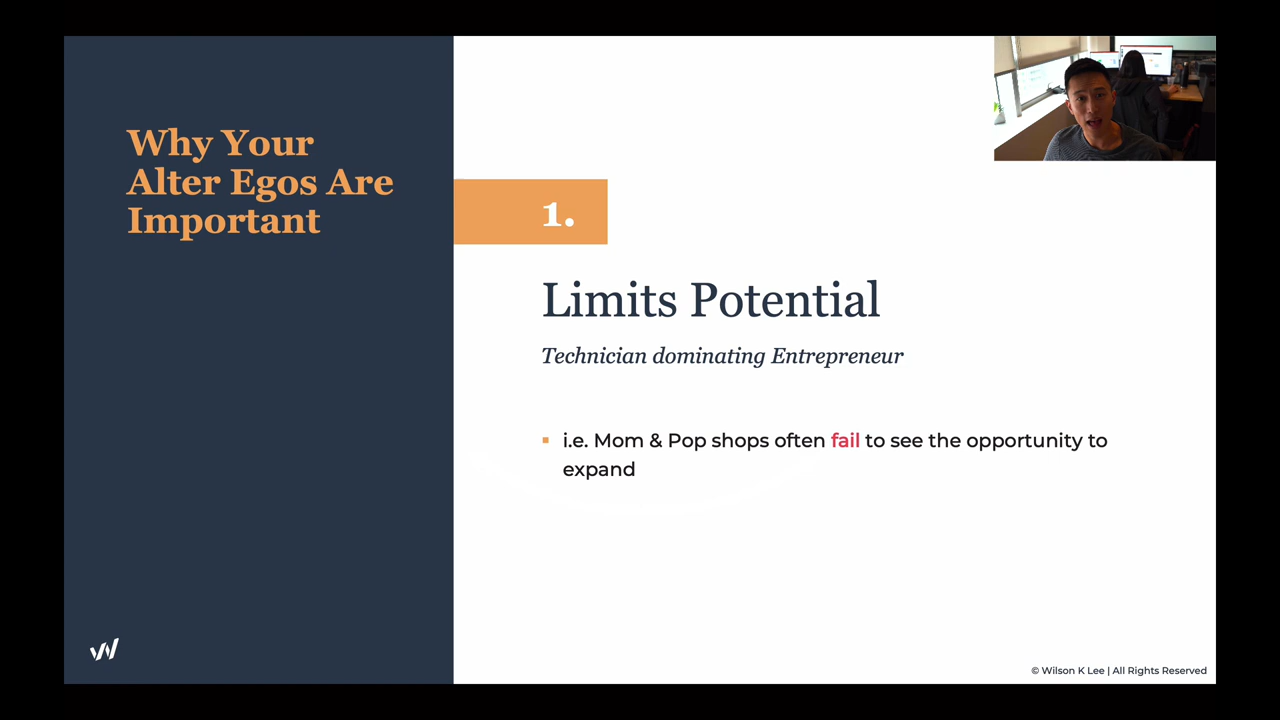 Why Your
Alter Egos Are
Important
1.
Limits Potential
Technician dominating Entrepreneur
▪ i.e. Mom & Pop shops often fail to see the opportunity to
expand
© Wilson K Lee | All Rights Reserved